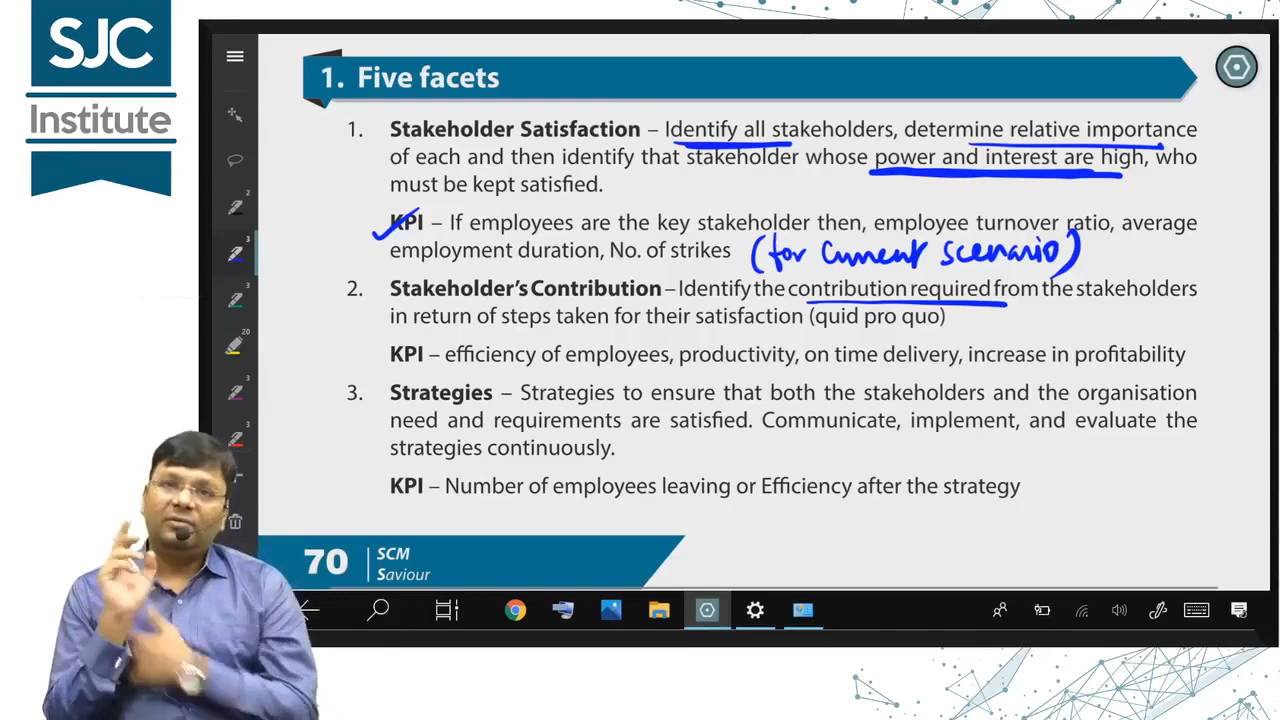 SJC
Institute
1. Five facets
1. Stakeholder Satisfaction – Identify all stakeholders, determine relative importance
of each and then identify that stakeholder whose power and interest are high, who
must be kept satisfied.
KPI – If employees are the key stakeholder then, employee turnover ratio, average
employment duration, No. of strikes (for current scenario)
2. Stakeholder's Contribution – Identify the contribution required from the stakeholders
in return of steps taken for their satisfaction (quid pro quo)
KPI – efficiency of employees, productivity, on time delivery, increase in profitability
3. Strategies – Strategies to ensure that both the stakeholders and the organisation
need and requirements are satisfied. Communicate, implement, and evaluate the
strategies continuously.
KPI – Number of employees leaving or Efficiency after the strategy
70 SCM
Saviour
2
3
3
20
3
3